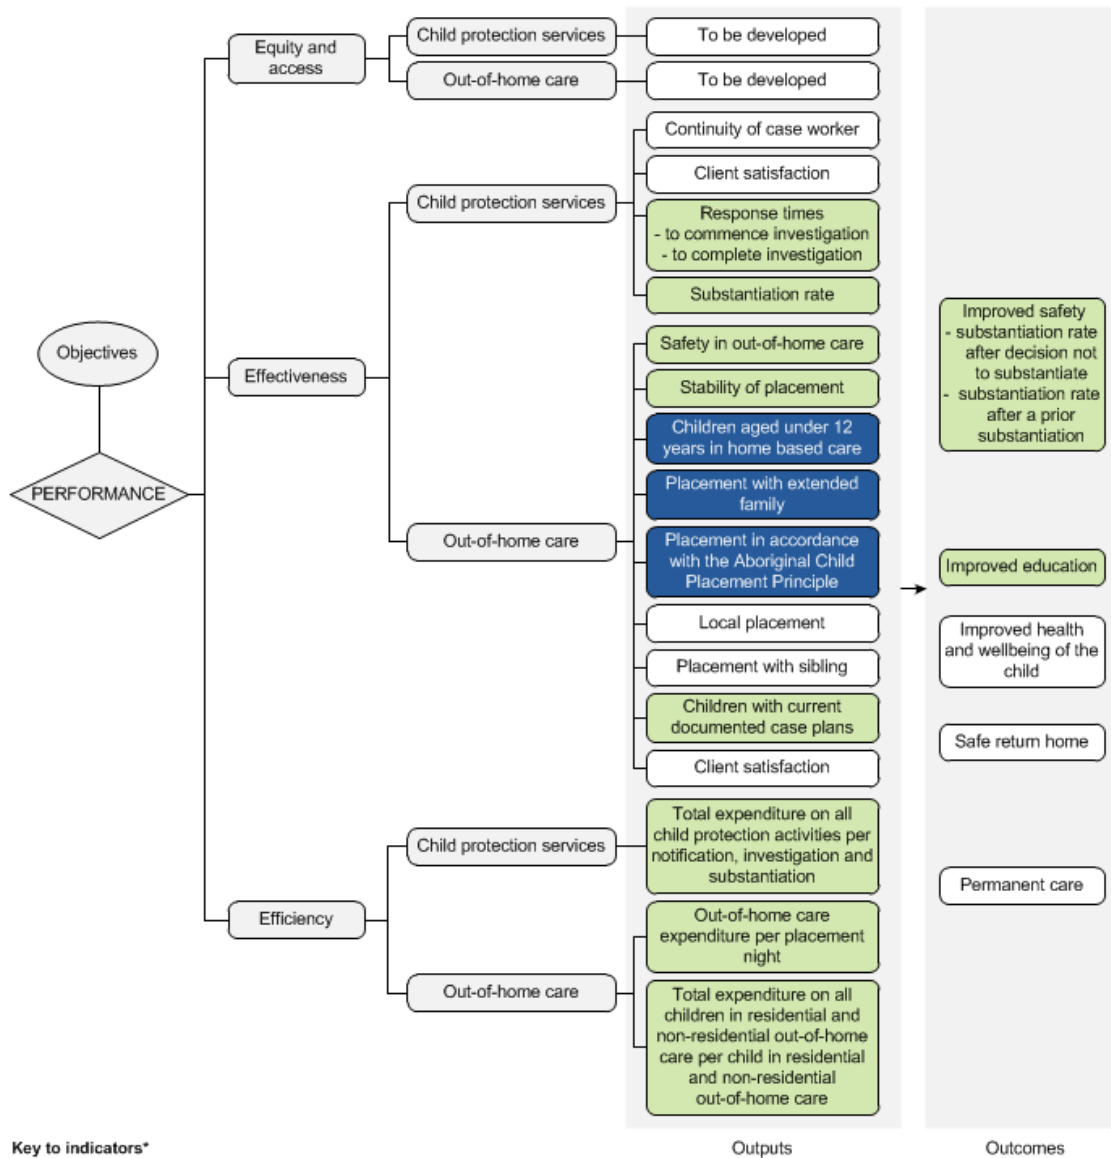 Equity and
access
Child protection services
To be developed
Out-of-home care
To be developed
Objectives
PERFORMANCE
Effectiveness
Child protection services
Continuity of case worker
Client satisfaction
Response times
- to commence investigation
- to complete investigation
Substantiation rate
Out-of-home care
Safety in out-of-home care
Stability of placement
Children aged under 12
years in home based care
Placement with extended
family
Placement in accordance
with the Aboriginal Child
Placement Principle
Local placement
Placement with sibling
Children with current
documented case plans
Client satisfaction
Efficiency
Child protection services
Total expenditure on all
child protection activities per
notification, investigation and
substantiation
Out-of-home care
Out-of-home care
expenditure per placement
night
Total expenditure on all
children in residential and
non-residential out-of-home
care per child in residential
and non-residential
out-of-home care
Improved safety
- substantiation rate
after decision not
to substantiate
- substantiation rate
after a prior
substantiation
Improved education
Improved health
and wellbeing of the
child
Safe return home
Permanent care
Key to indicators*
Outputs
Outcomes